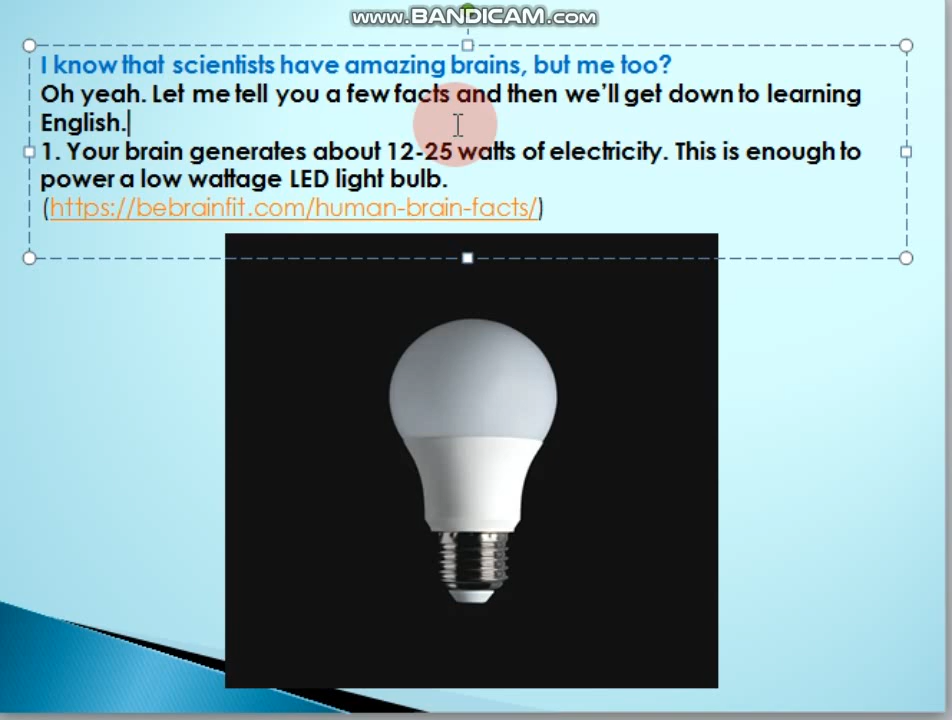 www.BANDICAM.com
I know that scientists have amazing brains, but me too?
Oh yeah. Let me tell you a few facts and then we'll get down to learning
English.
1. Your brain generates about 12-25 watts of electricity. This is enough to
power a low wattage LED light bulb.
(https://bebrainfit.com/human-brain-facts/)